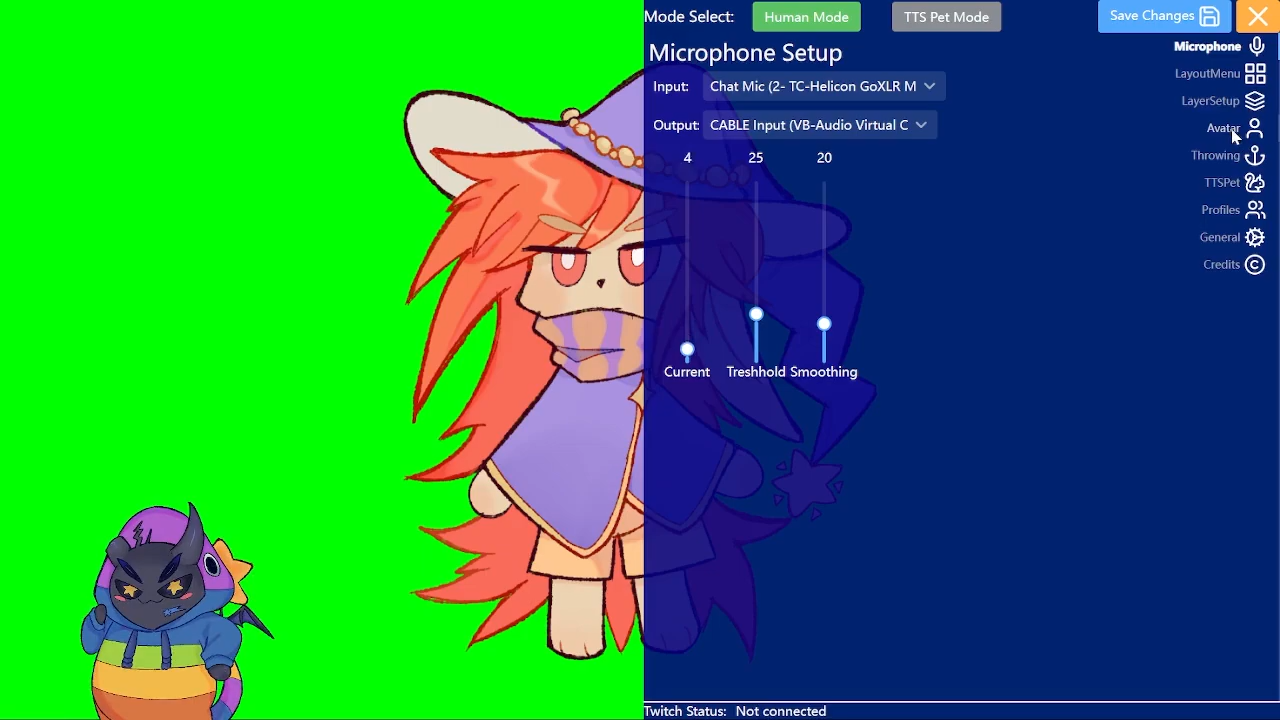 Mode Select: Human Mode TTS Pet Mode Save Changes
Microphone Setup
Input: Chat Mic (2- TC-Helicon GoXLR M
Output: CABLE Input (VB-Audio Virtual C
4 25 20
Current Treshhold Smoothing
Microphone
LayoutMenu
LayerSetup
Avatar
Throwing
TTSPet
Profiles
General
Credits
Twitch Status: Not connected